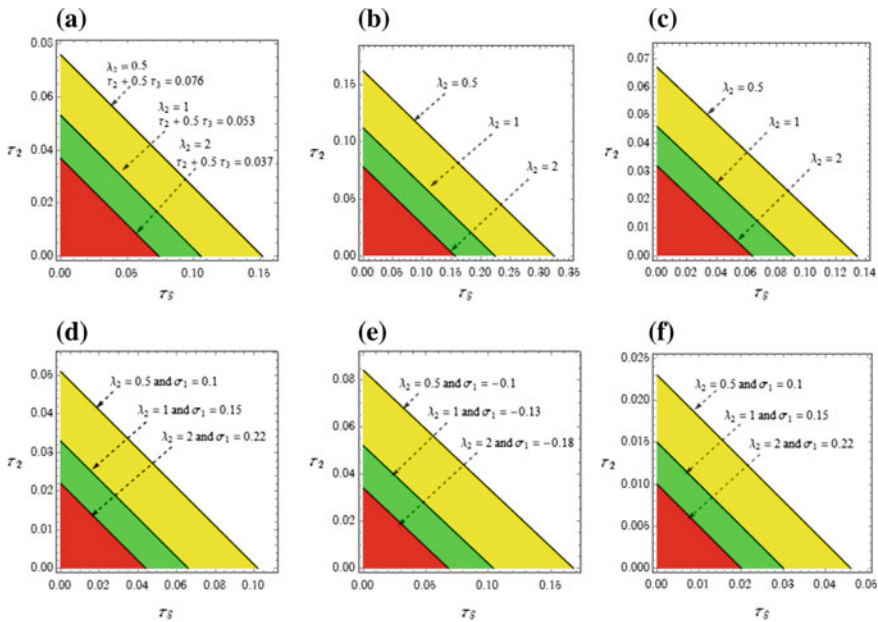 (a)
0.08
0.06
0.04
0.02
0.00
τ₂
λ₂ = 0.5
τ₂ + 0.5 τ₃ = 0.076
λ₂ = 1
τ₂ + 0.5 τ₃ = 0.053
λ₂ = 2
τ₂ + 0.5 τ₃ = 0.037
0.00 0.05 0.10 0.15
τ₃
(b)
0.15
0.10
0.05
0.00
τ₂
λ₂ = 0.5
λ₂ = 1
λ₂ = 2
0.00 0.05 0.10 0.15 0.20 0.25 0.30 0.35
τ₃
(c)
0.07
0.06
0.05
0.04
0.03
0.02
0.01
0.00
τ₂
λ₂ = 0.5
λ₂ = 1
λ₂ = 2
0.00 0.02 0.04 0.06 0.08 0.10 0.12 0.14
τ₃
(d)
0.05
0.04
0.03
0.02
0.01
0.00
τ₂
λ₂ = 0.5 and σ₁ = 0.1
λ₂ = 1 and σ₁ = 0.15
λ₂ = 2 and σ₁ = 0.22
0.00 0.02 0.04 0.06 0.08 0.10
τ₃
(e)
0.08
0.06
0.04
0.02
0.00
τ₂
λ₂ = 0.5 and σ₁ = −0.1
λ₂ = 1 and σ₁ = −0.13
λ₂ = 2 and σ₁ = −0.18
0.00 0.05 0.10 0.15
τ₃
(f)
0.025
0.020
0.015
0.010
0.005
0.000
τ₂
λ₂ = 0.5 and σ₁ = 0.1
λ₂ = 1 and σ₁ = 0.15
λ₂ = 2 and σ₁ = 0.22
0.00 0.01 0.02 0.03 0.04 0.05
τ₃